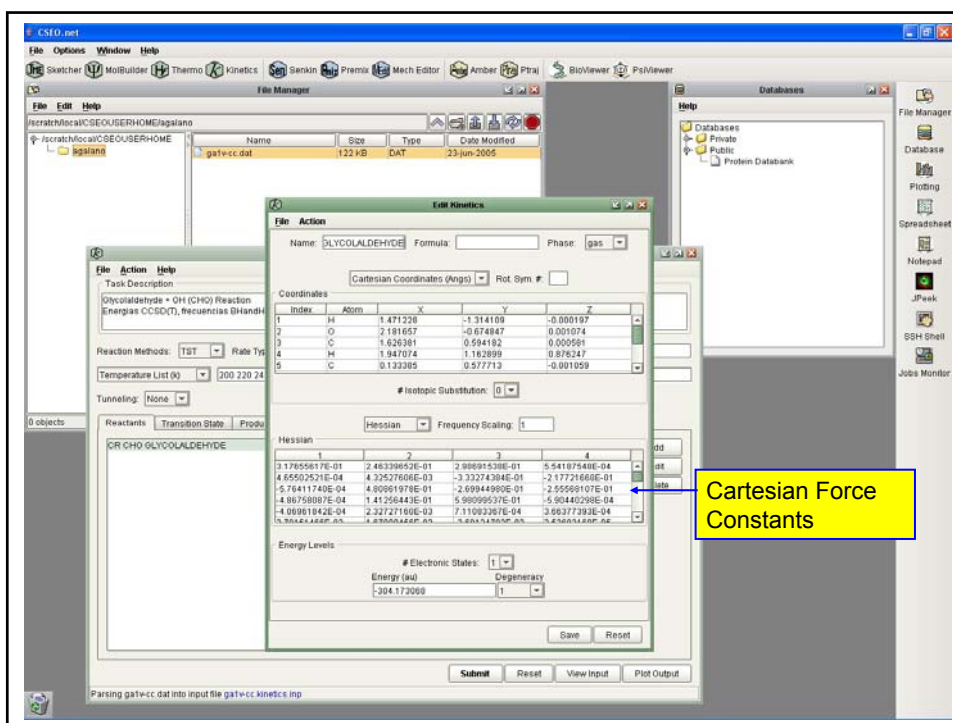 CSEO.net
File Options Window Help
Sketcher MolBuilder Thermo Kinetics Senkin Premix Mech Editor Amber Ptraj BioViewer PsiViewer
File Manager
File Edit Help
/scratch/local/CSEOUSERHOME/agalano
/scratch/local/CSEOUSERHOME
agalano
Name Size Type Date Modified
ga1v-cc.dat 122 KB DAT 23-jun-2005
0 objects
Databases
Help
Databases
Private
Public
Protein Databank
File Manager
Database
Plotting
Spreadsheet
Notepad
JPeek
SSH Shell
Jobs Monitor
File Action Help
Task Description
Glycolaldehyde + OH (CHO) Reaction
Energias CCSD(T), frecuencias BHandH
Reaction Methods: TST Rate Typ
Temperature List (k) 200 220 24
Tunneling: None
Reactants Transition State Produ
CR CHO GLYCOLALDEHYDE
dd
dit
lete
Submit Reset View Input Plot Output
Parsing ga1v-cc.dat into input file ga1v-cc.kinetics.inp
Edit Kinetics
File Action
Name: GLYCOLALDEHYDE Formula: Phase: gas
Cartesian Coordinates (Angs) Rot. Sym. #:
Coordinates
Index Atom X Y Z
1 H 1.471228 -1.314109 -0.000197
2 O 2.181657 -0.674847 0.001074
3 C 1.626381 0.594182 0.000591
4 H 1.947074 1.162899 0.876247
5 C 0.133385 0.577713 -0.001059
# Isotopic Substitution: 0
Hessian Frequency Scaling: 1
Hessian
1 2 3 4
3.17655617E-01 2.46339652E-01 2.98691530E-01 5.54187548E-04
4.65502521E-04 4.32527606E-03 -3.33274384E-01 -2.17721668E-01
-5.76411740E-04 4.80861978E-01 -2.69944980E-01 -2.55568107E-01
-4.86758087E-04 1.41256443E-01 5.98099537E-01 -5.90440298E-04
-4.06961842E-04 2.32727160E-03 7.11083367E-04 3.66377393E-04
Energy Levels
# Electronic States: 1
Energy (au) Degeneracy
-304.173068 1
Save Reset
Cartesian Force
Constants